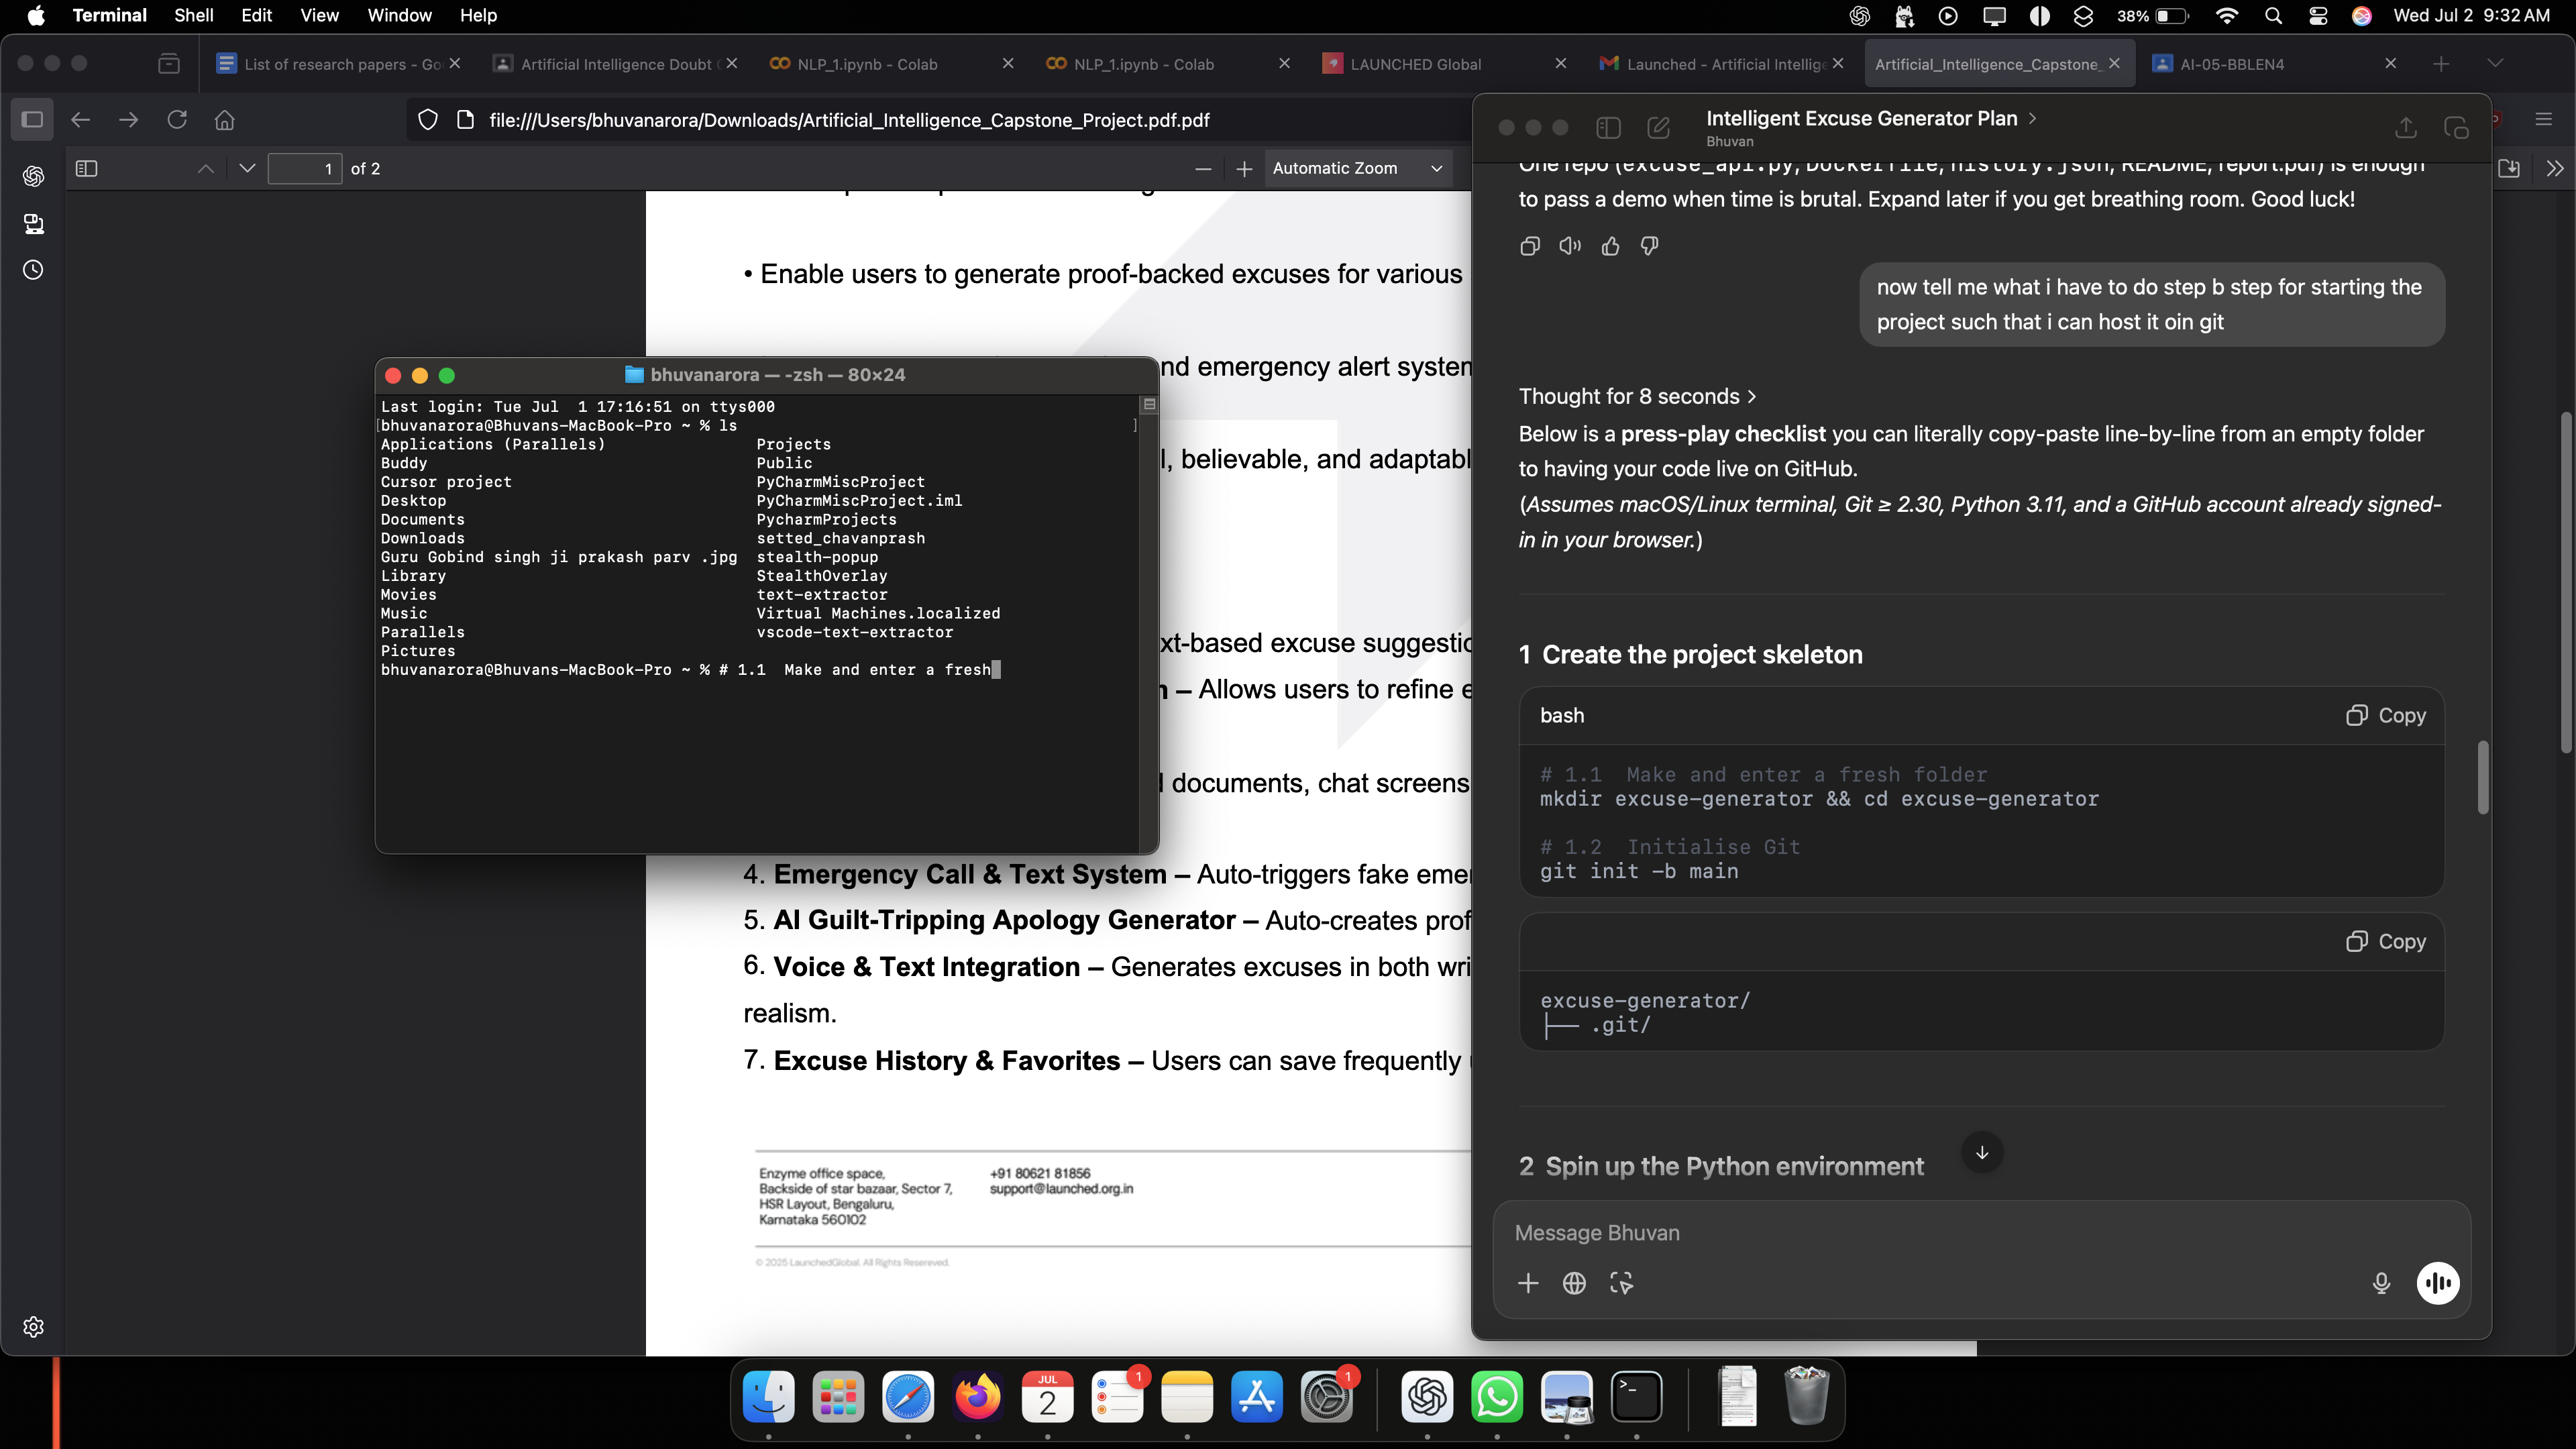 Terminal Shell Edit View Window Help 38% Wed Jul 2 9:32 AM
List of research papers - Go Artificial Intelligence Doubt NLP_1.ipynb - Colab NLP_1.ipynb - Colab LAUNCHED Global Launched - Artificial Intellige Artificial_Intelligence_Capstone_ AI-05-BBLEN4
file:///Users/bhuvanarora/Downloads/Artificial_Intelligence_Capstone_Project.pdf.pdf
1 of 2 Automatic Zoom
• Enable users to generate proof-backed excuses for various
nd emergency alert system
l, believable, and adaptabl
xt-based excuse suggestio
n – Allows users to refine e
d documents, chat screens
4. Emergency Call & Text System – Auto-triggers fake emer
5. AI Guilt-Tripping Apology Generator – Auto-creates prof
6. Voice & Text Integration – Generates excuses in both wri
realism.
7. Excuse History & Favorites – Users can save frequently
Enzyme office space,
Backside of star bazaar, Sector 7,
HSR Layout, Bengaluru,
Karnataka 560102
+91 80621 81856
support@launched.org.in
© 2025 LaunchedGlobal. All Rights Resereved.
bhuvanarora — -zsh — 80×24
Last login: Tue Jul  1 17:16:51 on ttys000
[bhuvanarora@Bhuvans-MacBook-Pro ~ % ls ]
Applications (Parallels) Projects
Buddy Public
Cursor project PyCharmMiscProject
Desktop PyCharmMiscProject.iml
Documents PycharmProjects
Downloads setted_chavanprash
Guru Gobind singh ji prakash parv .jpg stealth-popup
Library StealthOverlay
Movies text-extractor
Music Virtual Machines.localized
Parallels vscode-text-extractor
Pictures
bhuvanarora@Bhuvans-MacBook-Pro ~ % # 1.1  Make and enter a fresh
Intelligent Excuse Generator Plan >
Bhuvan
One repo (excuse_api.py, Dockerfile, history.json, README, report.pdf) is enough
to pass a demo when time is brutal. Expand later if you get breathing room. Good luck!
now tell me what i have to do step b step for starting the
project such that i can host it oin git
Thought for 8 seconds >
Below is a press-play checklist you can literally copy-paste line-by-line from an empty folder
to having your code live on GitHub.
(Assumes macOS/Linux terminal, Git ≥ 2.30, Python 3.11, and a GitHub account already signed-
in in your browser.)
1 Create the project skeleton
bash Copy
# 1.1  Make and enter a fresh folder
mkdir excuse-generator && cd excuse-generator
# 1.2  Initialise Git
git init -b main
Copy
excuse-generator/
├── .git/
2 Spin up the Python environment
Message Bhuvan
JUL
2
1
1